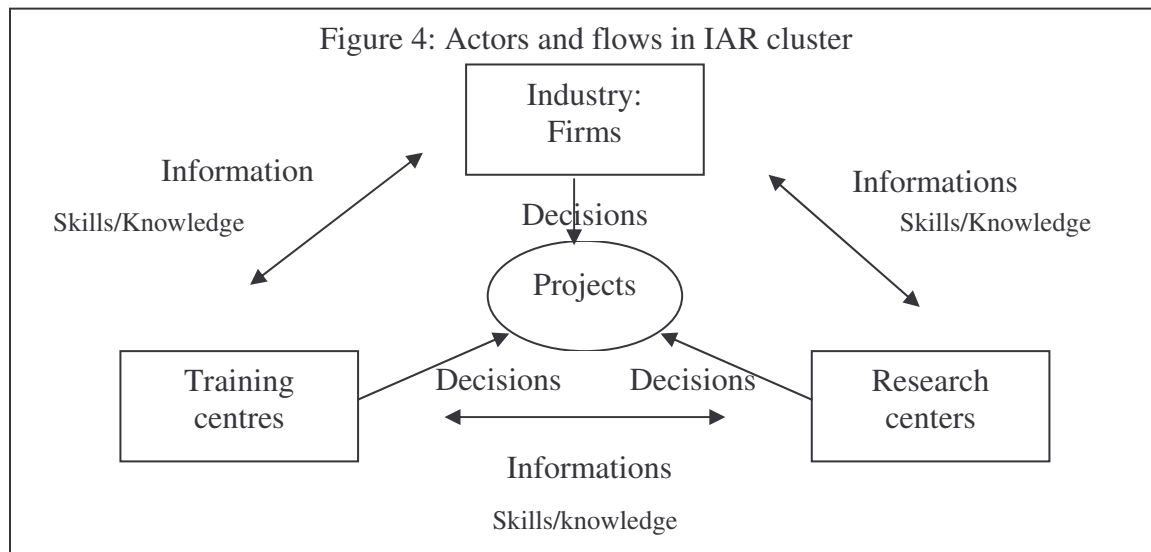 Figure 4: Actors and flows in IAR cluster
Industry:
Firms
Information
Skills/Knowledge
Informations
Skills/Knowledge
Decisions
Projects
Training
centres
Decisions
Decisions
Research
centers
Informations
Skills/knowledge